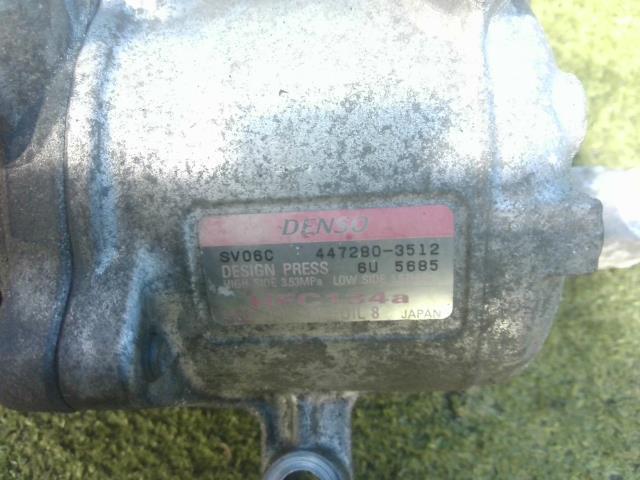 DENSO
SV06C 447280-3512
DESIGN PRESS 6U 5685
HIGH SIDE 3.53MPa LOW SIDE
HFC134a
OIL 8 JAPAN